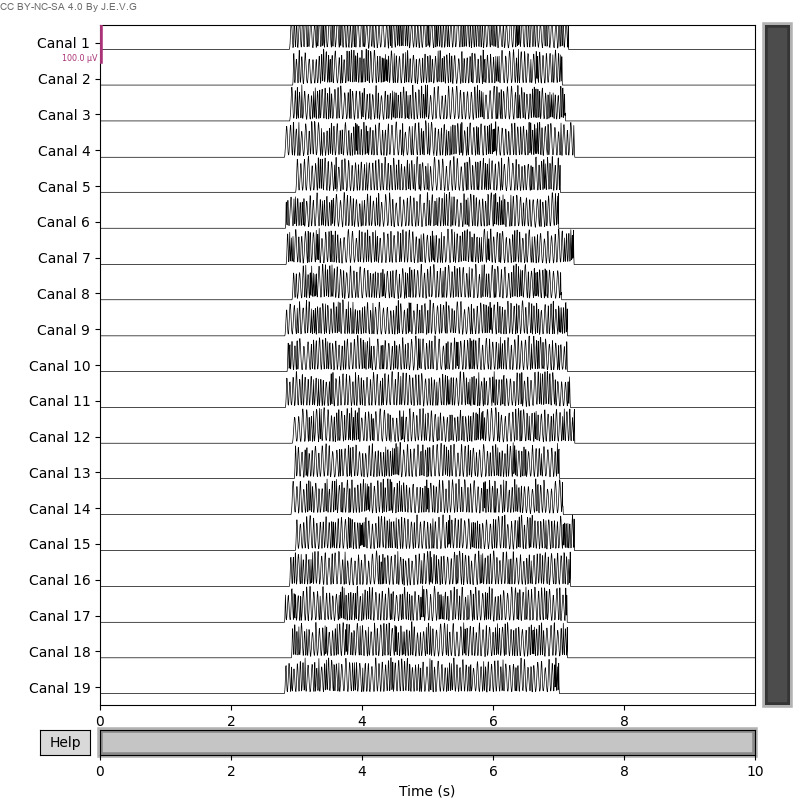 CC BY-NC-SA 4.0 By J.E.V.G
Canal 1
100.0 µV
Canal 2
Canal 3
Canal 4
Canal 5
Canal 6
Canal 7
Canal 8
Canal 9
Canal 10
Canal 11
Canal 12
Canal 13
Canal 14
Canal 15
Canal 16
Canal 17
Canal 18
Canal 19
0 2 4 6 8
Help
0 2 4 6 8 10
Time (s)